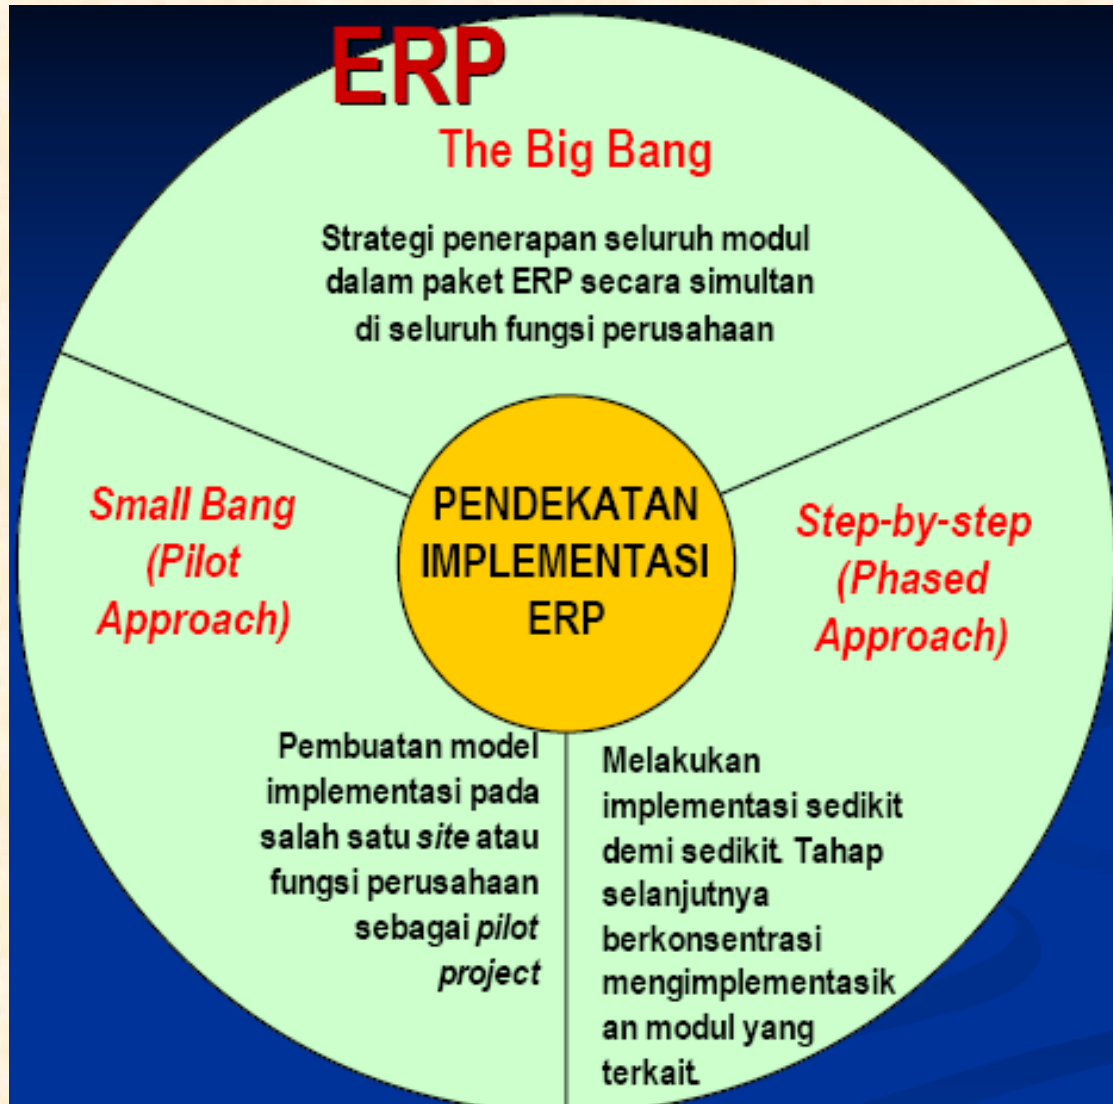 ERP
The Big Bang
Strategi penerapan seluruh modul
dalam paket ERP secara simultan
di seluruh fungsi perusahaan
PENDEKATAN
IMPLEMENTASI
ERP
Small Bang
(Pilot
Approach)
Pembuatan model
implementasi pada
salah satu site atau
fungsi perusahaan
sebagai pilot
project
Step-by-step
(Phased
Approach)
Melakukan
implementasi sedikit
demi sedikit. Tahap
selanjutnya
berkonsentrasi
mengimplementasik
an modul yang
terkait.